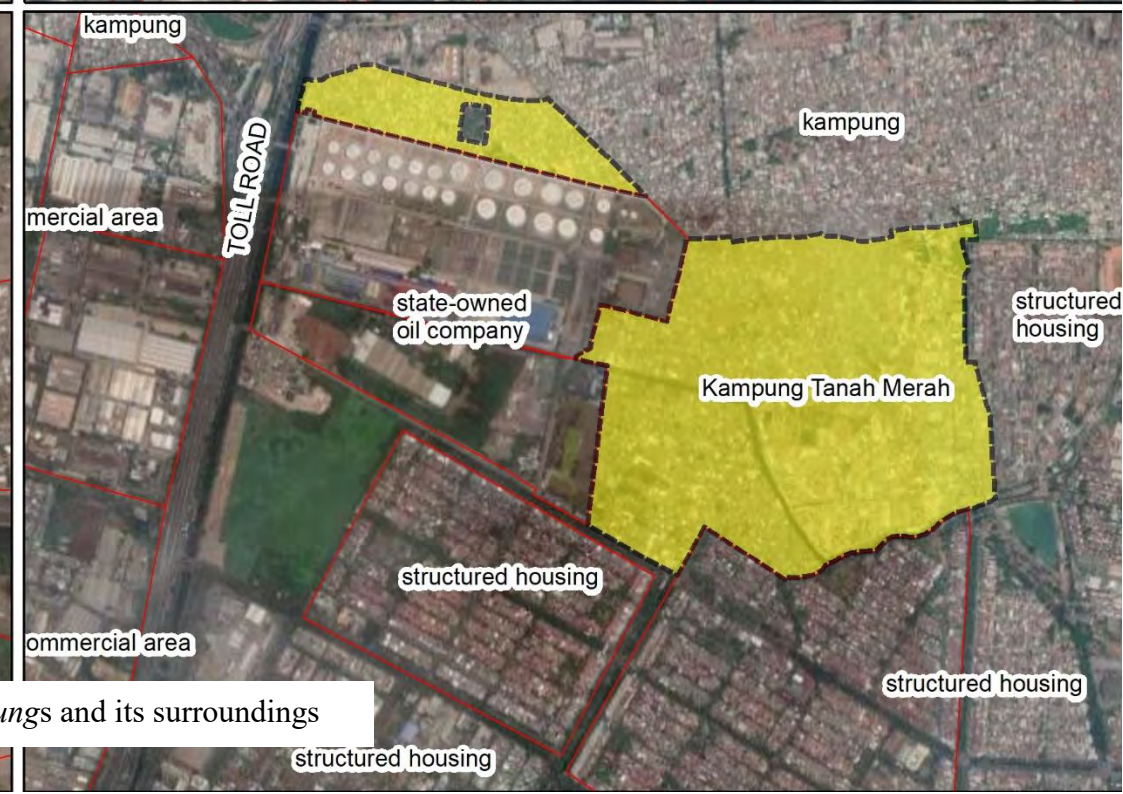 kampung
kampung
TOLL ROAD
mercial area
state-owned
oil company
structured
housing
Kampung Tanah Merah
structured housing
ommercial area
structured housing
ungs and its surroundings
structured housing